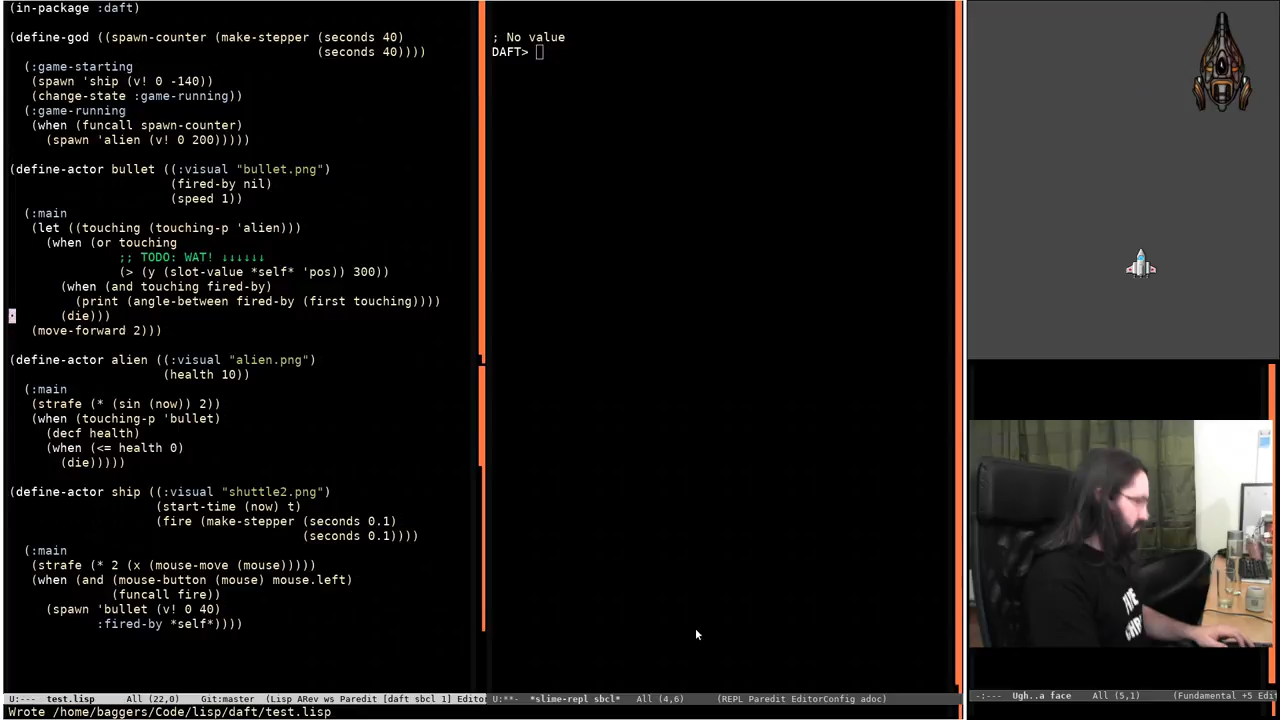 (in-package :daft)
(define-god ((spawn-counter (make-stepper (seconds 40)
(seconds 40))))
(:game-starting
(spawn 'ship (v! 0 -140))
(change-state :game-running))
(:game-running
(when (funcall spawn-counter)
(spawn 'alien (v! 0 200)))))
(define-actor bullet ((:visual "bullet.png")
(fired-by nil)
(speed 1))
(:main
(let ((touching (touching-p 'alien)))
(when (or touching
;; TODO: WAT! ↓↓↓↓↓↓
(> (y (slot-value *self* 'pos)) 300))
(when (and touching fired-by)
(print (angle-between fired-by (first touching))))
(die)))
(move-forward 2)))
(define-actor alien ((:visual "alien.png")
(health 10))
(:main
(strafe (* (sin (now)) 2))
(when (touching-p 'bullet)
(decf health)
(when (<= health 0)
(die)))))
(define-actor ship ((:visual "shuttle2.png")
(start-time (now) t)
(fire (make-stepper (seconds 0.1)
(seconds 0.1))))
(:main
(strafe (* 2 (x (mouse-move (mouse)))))
(when (and (mouse-button (mouse) mouse.left)
(funcall fire))
(spawn 'bullet (v! 0 40)
:fired-by *self*))))
U:--- test.lisp All (22,0) Git:master (Lisp ARev ws Paredit [daft sbcl 1] Editor
Wrote /home/baggers/Code/lisp/daft/test.lisp
; No value
DAFT>
U:**- *slime-repl sbcl* All (4,6) (REPL Paredit EditorConfig adoc)
-:--- Ugh..a face All (5,1) (Fundamental +5 Edit